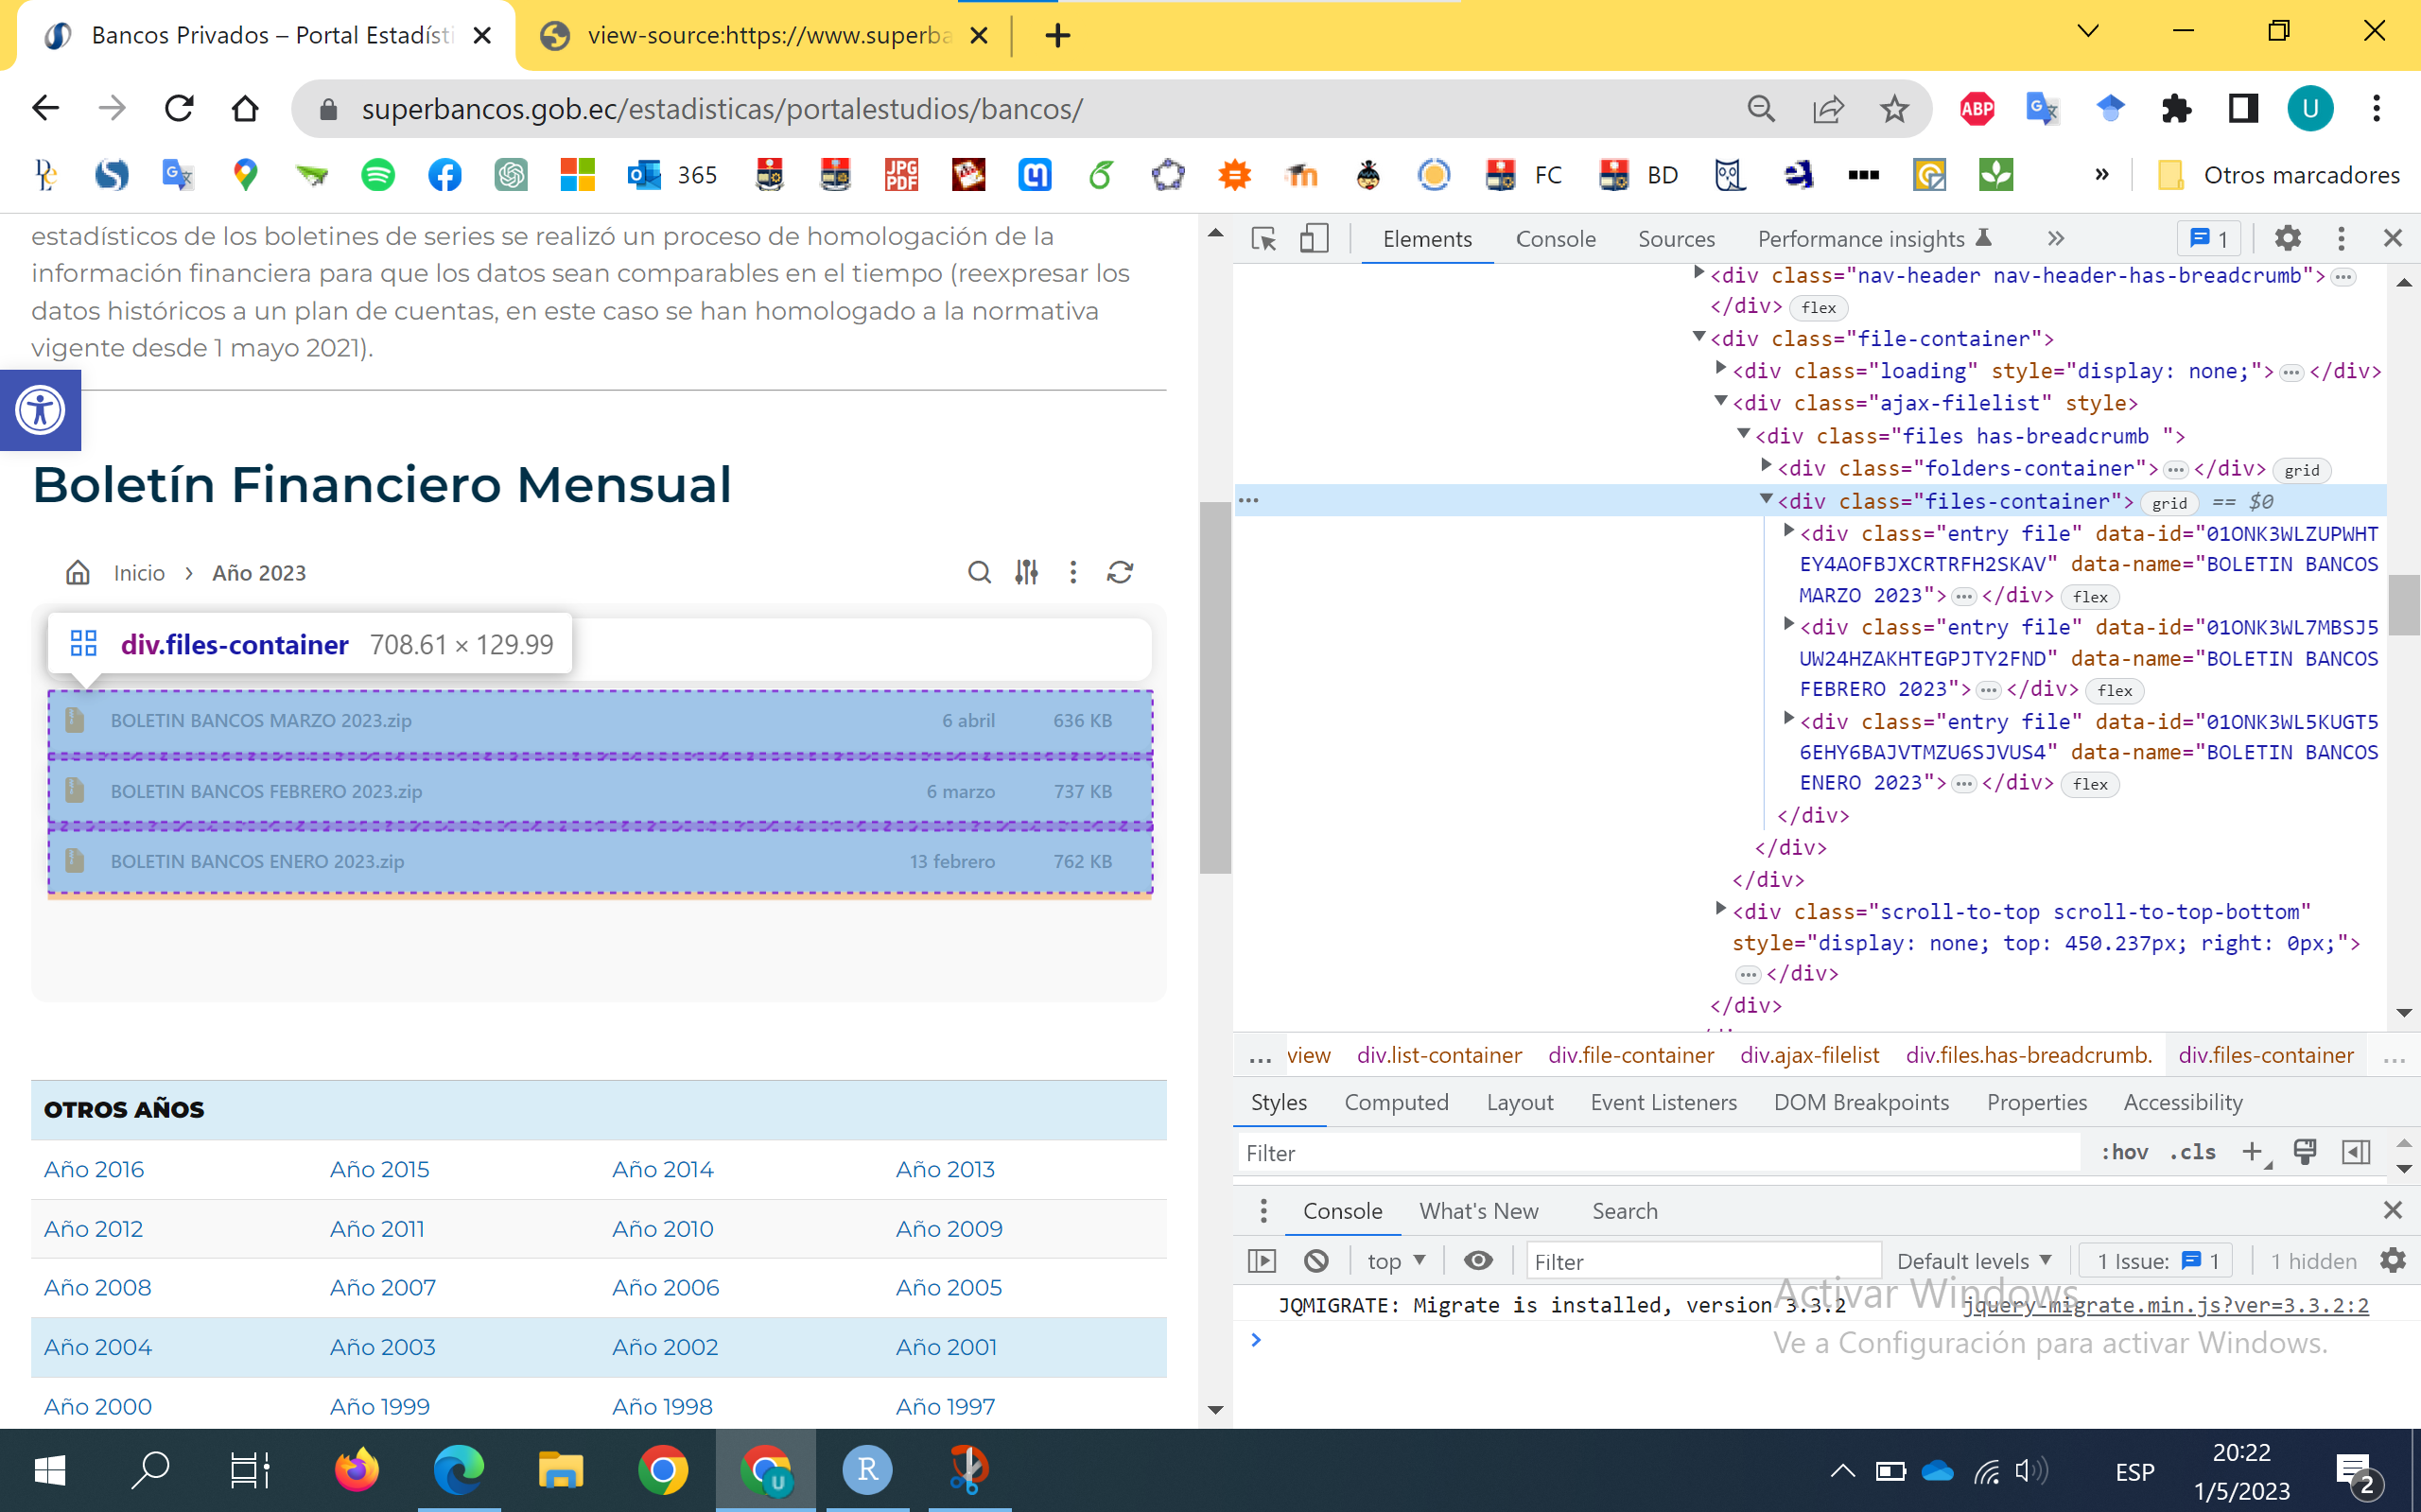 Bancos Privados – Portal Estadísti
view-source:https://www.superba
superbancos.gob.ec/estadisticas/portalestudios/bancos/
ABP
U
365
JPG
PDF
FC
BD
»
Otros marcadores
estadísticos de los boletines de series se realizó un proceso de homologación de la
información financiera para que los datos sean comparables en el tiempo (reexpresar los
datos históricos a un plan de cuentas, en este caso se han homologado a la normativa
vigente desde 1 mayo 2021).
Boletín Financiero Mensual
Inicio > Año 2023
div.files-container 708.61 × 129.99
BOLETIN BANCOS MARZO 2023.zip 6 abril 636 KB
BOLETIN BANCOS FEBRERO 2023.zip 6 marzo 737 KB
BOLETIN BANCOS ENERO 2023.zip 13 febrero 762 KB
OTROS AÑOS
Año 2016 Año 2015 Año 2014 Año 2013
Año 2012 Año 2011 Año 2010 Año 2009
Año 2008 Año 2007 Año 2006 Año 2005
Año 2004 Año 2003 Año 2002 Año 2001
Año 2000 Año 1999 Año 1998 Año 1997
Elements Console Sources Performance insights » 1
<div class="nav-header nav-header-has-breadcrumb">…
</div> flex
<div class="file-container">
<div class="loading" style="display: none;">…</div>
<div class="ajax-filelist" style>
<div class="files has-breadcrumb ">
<div class="folders-container">…</div> grid
… <div class="files-container"> grid == $0
<div class="entry file" data-id="01ONK3WLZUPWHT
EY4AOFBJXCRTRFH2SKAV" data-name="BOLETIN BANCOS
MARZO 2023">…</div> flex
<div class="entry file" data-id="01ONK3WL7MBSJ5
UW24HZAKHTEGPJTY2FND" data-name="BOLETIN BANCOS
FEBRERO 2023">…</div> flex
<div class="entry file" data-id="01ONK3WL5KUGT5
6EHY6BAJVTMZU6SJVUS4" data-name="BOLETIN BANCOS
ENERO 2023">…</div> flex
</div>
</div>
</div>
<div class="scroll-to-top scroll-to-top-bottom"
style="display: none; top: 450.237px; right: 0px;">
…</div>
</div>
… view div.list-container div.file-container div.ajax-filelist div.files.has-breadcrumb. div.files-container …
Styles Computed Layout Event Listeners DOM Breakpoints Properties Accessibility
Filter :hov .cls +
Console What's New Search
top Filter Default levels 1 Issue: 1 1 hidden
JQMIGRATE: Migrate is installed, version 3.3.2 jquery-migrate.min.js?ver=3.3.2:2
Activar Windows
Ve a Configuración para activar Windows.
U
R
ESP
20:22
1/5/2023
2